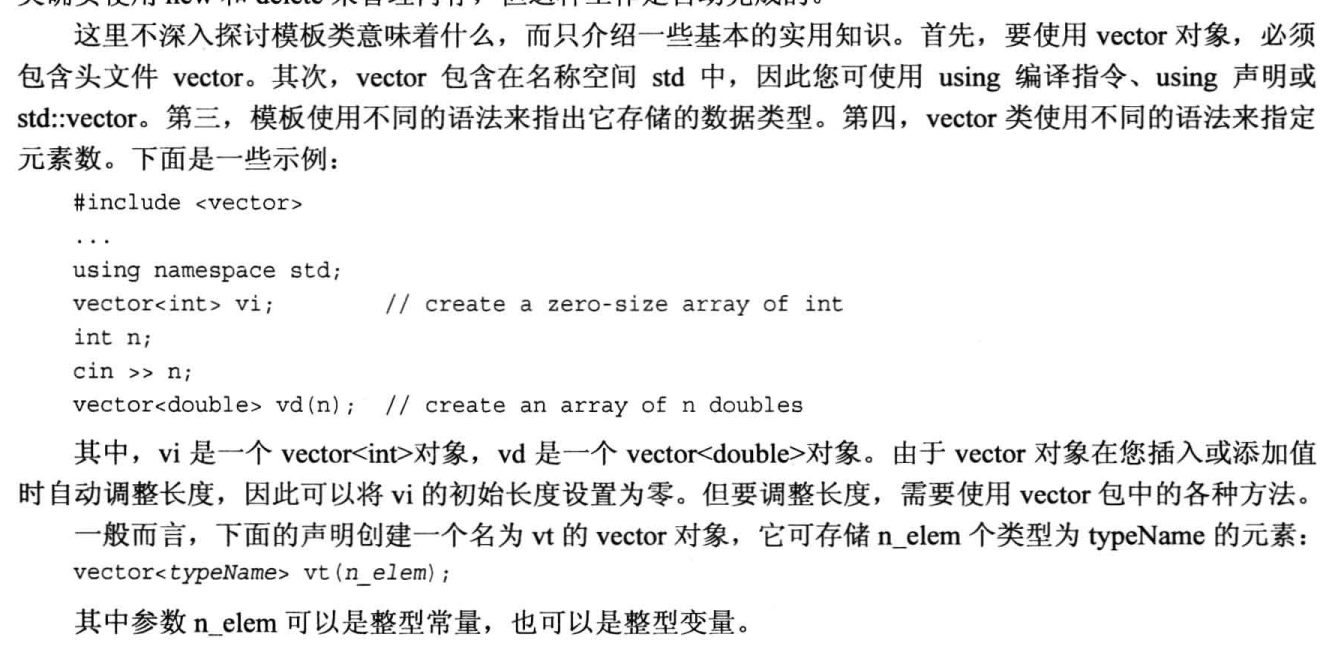 这里不深入探讨模板类意味着什么，而只介绍一些基本的实用知识。首先，要使用 vector 对象，必须
包含头文件 vector。其次，vector 包含在名称空间 std 中，因此您可使用 using 编译指令、using 声明或
std::vector。第三，模板使用不同的语法来指出它存储的数据类型。第四，vector 类使用不同的语法来指定
元素数。下面是一些示例：
#include <vector>
...
using namespace std;
vector<int> vi;        // create a zero-size array of int
int n;
cin >> n;
vector<double> vd(n);  // create an array of n doubles
其中，vi 是一个 vector<int>对象，vd 是一个 vector<double>对象。由于 vector 对象在您插入或添加值
时自动调整长度，因此可以将 vi 的初始长度设置为零。但要调整长度，需要使用 vector 包中的各种方法。
一般而言，下面的声明创建一个名为 vt 的 vector 对象，它可存储 n_elem 个类型为 typeName 的元素：
vector<typeName> vt(n_elem);
其中参数 n_elem 可以是整型常量，也可以是整型变量。